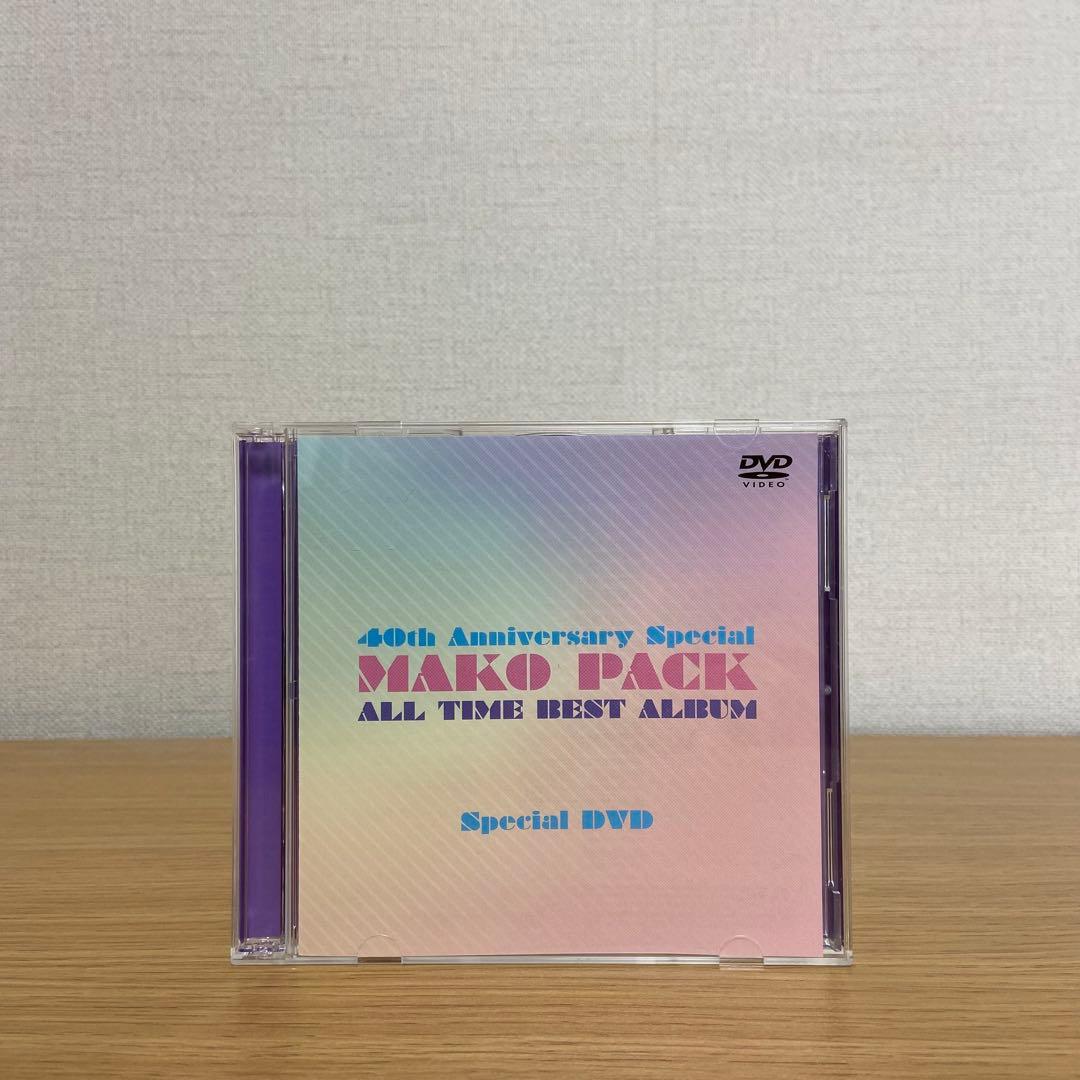 DVD
VIDEO
40th Anniversary Special
MAKO PACK
ALL TIME BEST ALBUM
Special DVD